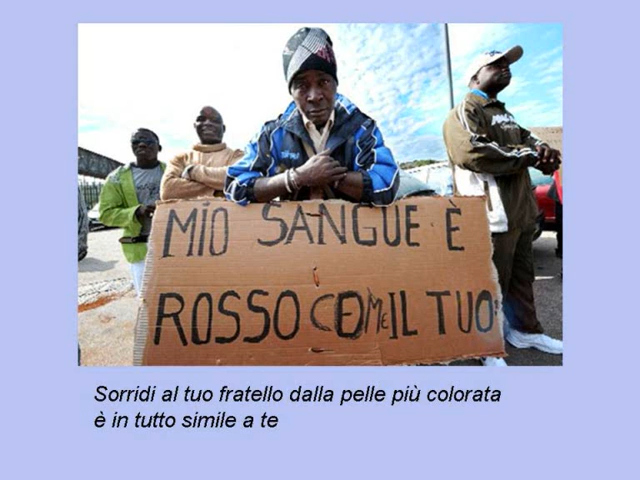 MIO SANGUE È
ROSSO COME IL TUO
Sorridi al tuo fratello dalla pelle più colorata
è in tutto simile a te